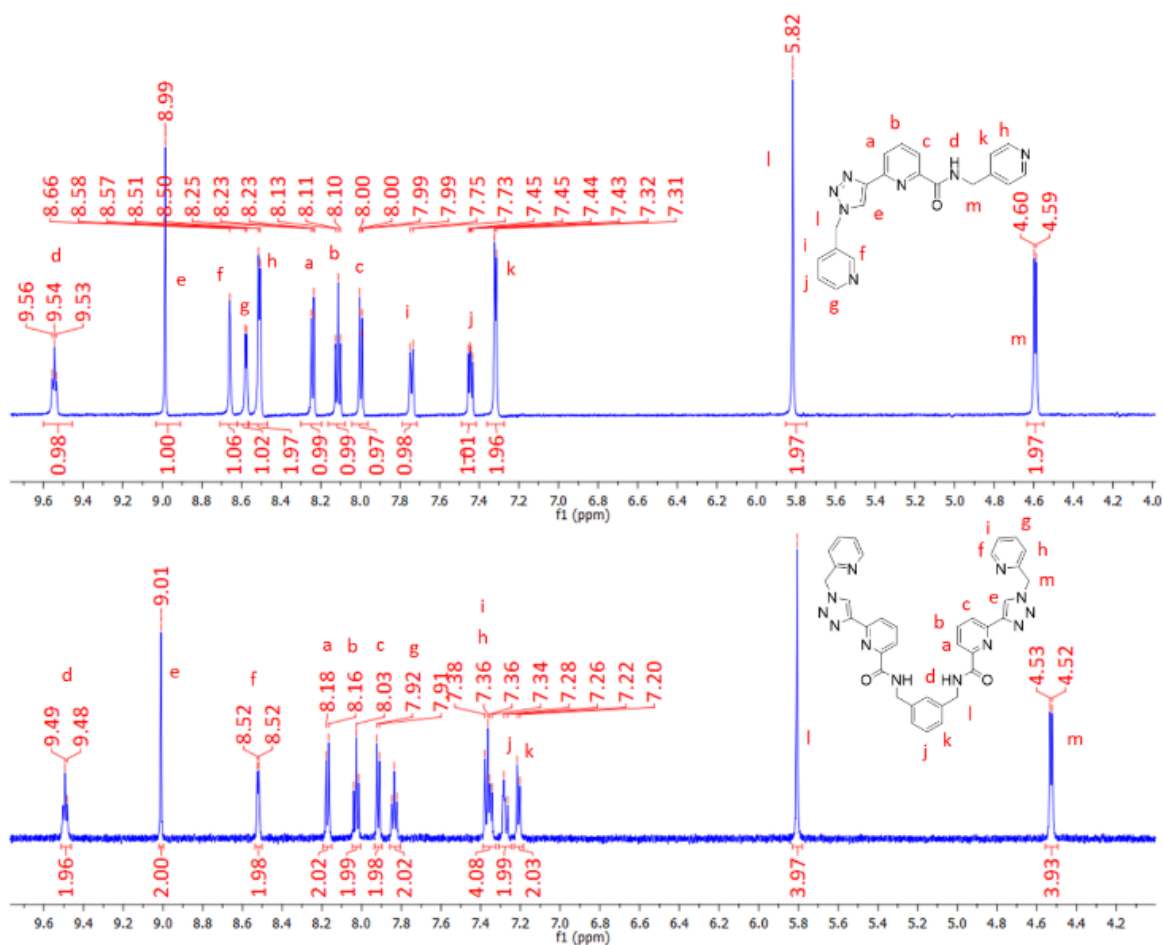 8.99
5.82
8.66 8.58 8.57 8.51 8.50 8.25 8.23 8.23 8.13 8.11 8.10 8.00 8.00 7.99 7.99 7.75 7.73 7.45 7.45 7.44 7.43 7.32 7.31
4.60 4.59
9.56 9.54 9.53
d e f g h a b c i j k l m
a b c d k h
N
N H
N N N
N O
l e m
i f
j g
N
0.98 1.00 1.06 1.02 1.97 0.99 0.99 0.97 0.98 1.01 1.96 1.97 1.97
9.6 9.4 9.2 9.0 8.8 8.6 8.4 8.2 8.0 7.8 7.6 7.4 7.2 7.0 6.8 6.6 6.4 6.2 6.0 5.8 5.6 5.4 5.2 5.0 4.8 4.6 4.4 4.2 4.0
f1 (ppm)
9.01
9.49 9.48
8.52 8.52
8.18 8.16 8.03 7.92 7.91 7.38 7.36 7.36 7.34 7.28 7.26 7.22 7.20
4.53 4.52
d e f a b c g i h j k l m
i g
f h
N N
m
N N N e N N N
b c
a
N N
O NH d HN O
l
j k
1.96 2.00 1.98 2.02 1.99 1.98 2.02 4.08 1.99 2.03 3.97 3.93
9.6 9.4 9.2 9.0 8.8 8.6 8.4 8.2 8.0 7.8 7.6 7.4 7.2 7.0 6.8 6.6 6.4 6.2 6.0 5.8 5.6 5.4 5.2 5.0 4.8 4.6 4.4 4.2 4.0
f1 (ppm)